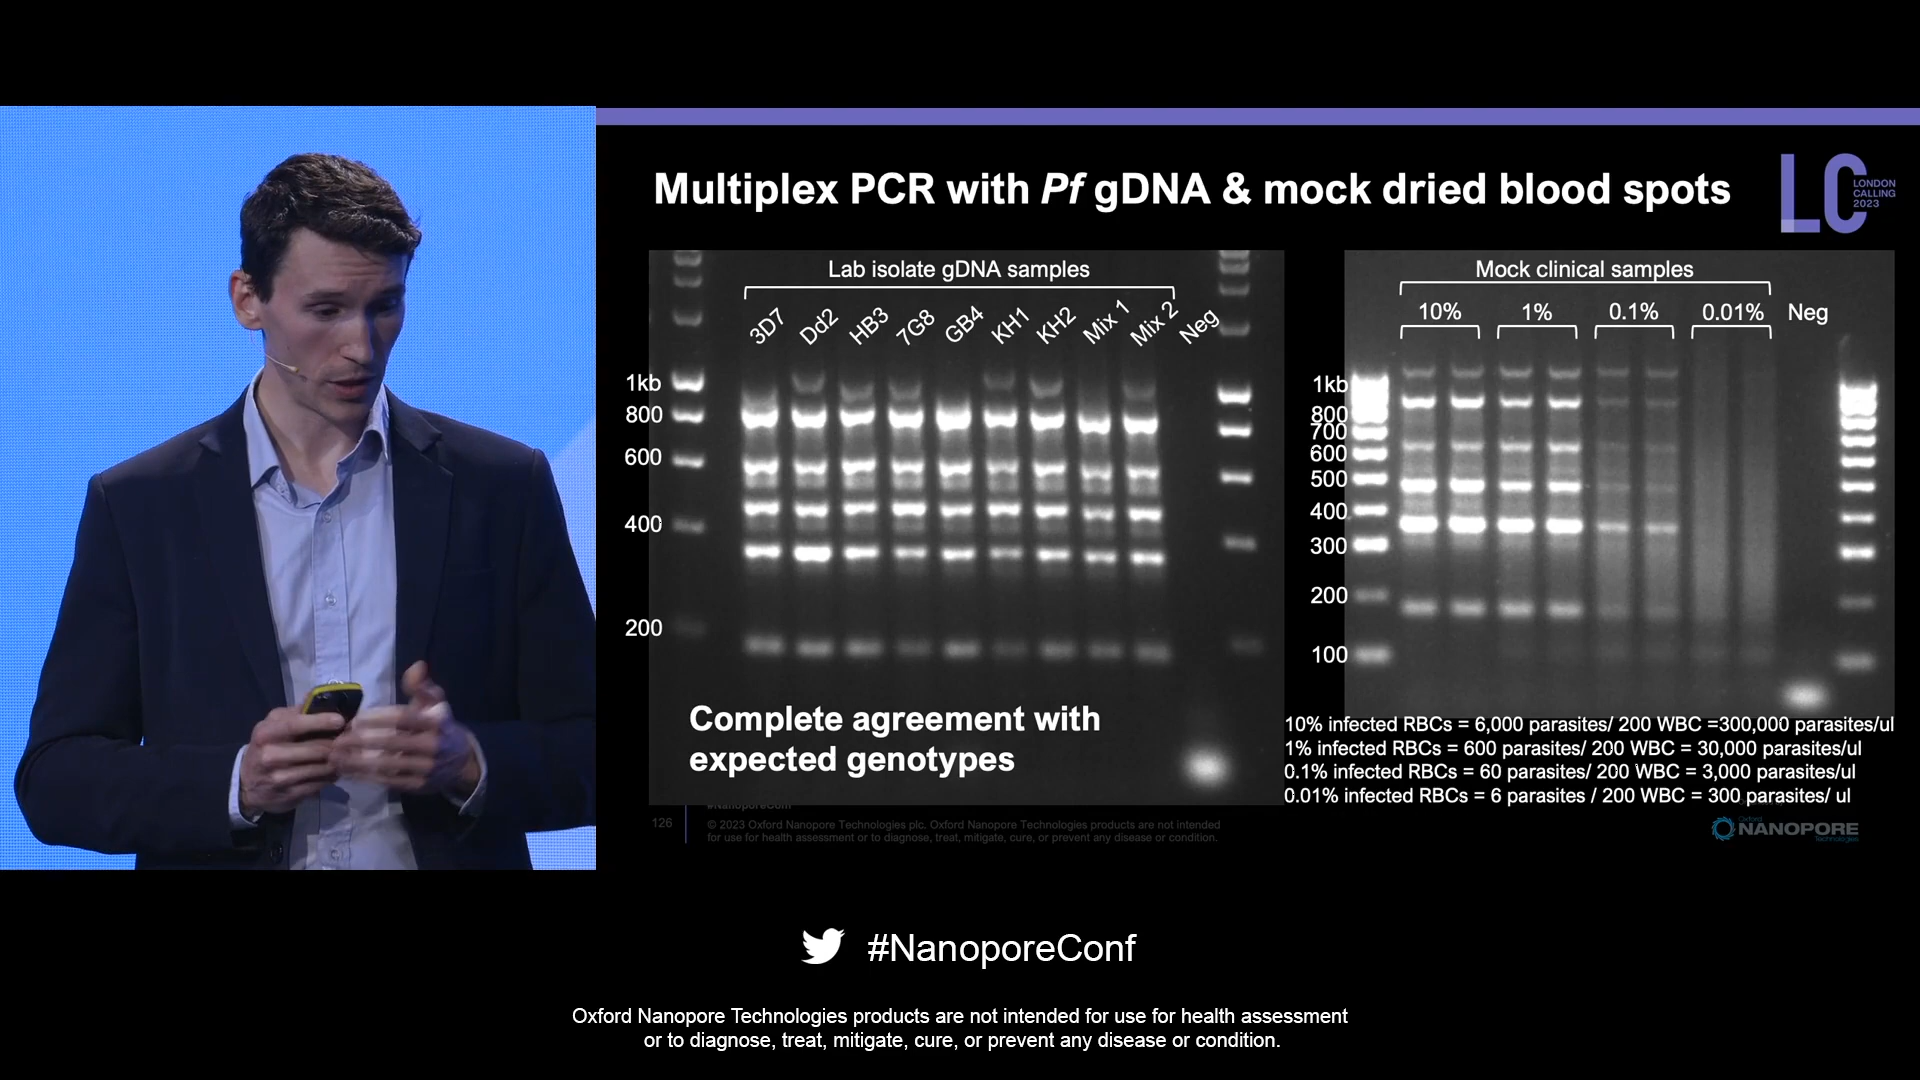 Multiplex PCR with Pf gDNA & mock dried blood spots
LC
LONDON
CALLING
2023
Lab isolate gDNA samples
3D7 Dd2 HB3 7G8 GB4 KH1 KH2 Mix 1 Mix 2 Neg
1kb
800
600
400
200
Complete agreement with
expected genotypes
Mock clinical samples
10% 1% 0.1% 0.01% Neg
1kb
800
700
600
500
400
300
200
100
10% infected RBCs = 6,000 parasites/ 200 WBC =300,000 parasites/ul
1% infected RBCs = 600 parasites/ 200 WBC = 30,000 parasites/ul
0.1% infected RBCs = 60 parasites/ 200 WBC = 3,000 parasites/ul
0.01% infected RBCs = 6 parasites / 200 WBC = 300 parasites/ ul
#NanoporeConf
126
© 2023 Oxford Nanopore Technologies plc. Oxford Nanopore Technologies products are not intended
for use for health assessment or to diagnose, treat, mitigate, cure, or prevent any disease or condition.
Oxford
NANOPORE
Technologies
#NanoporeConf
Oxford Nanopore Technologies products are not intended for use for health assessment
or to diagnose, treat, mitigate, cure, or prevent any disease or condition.